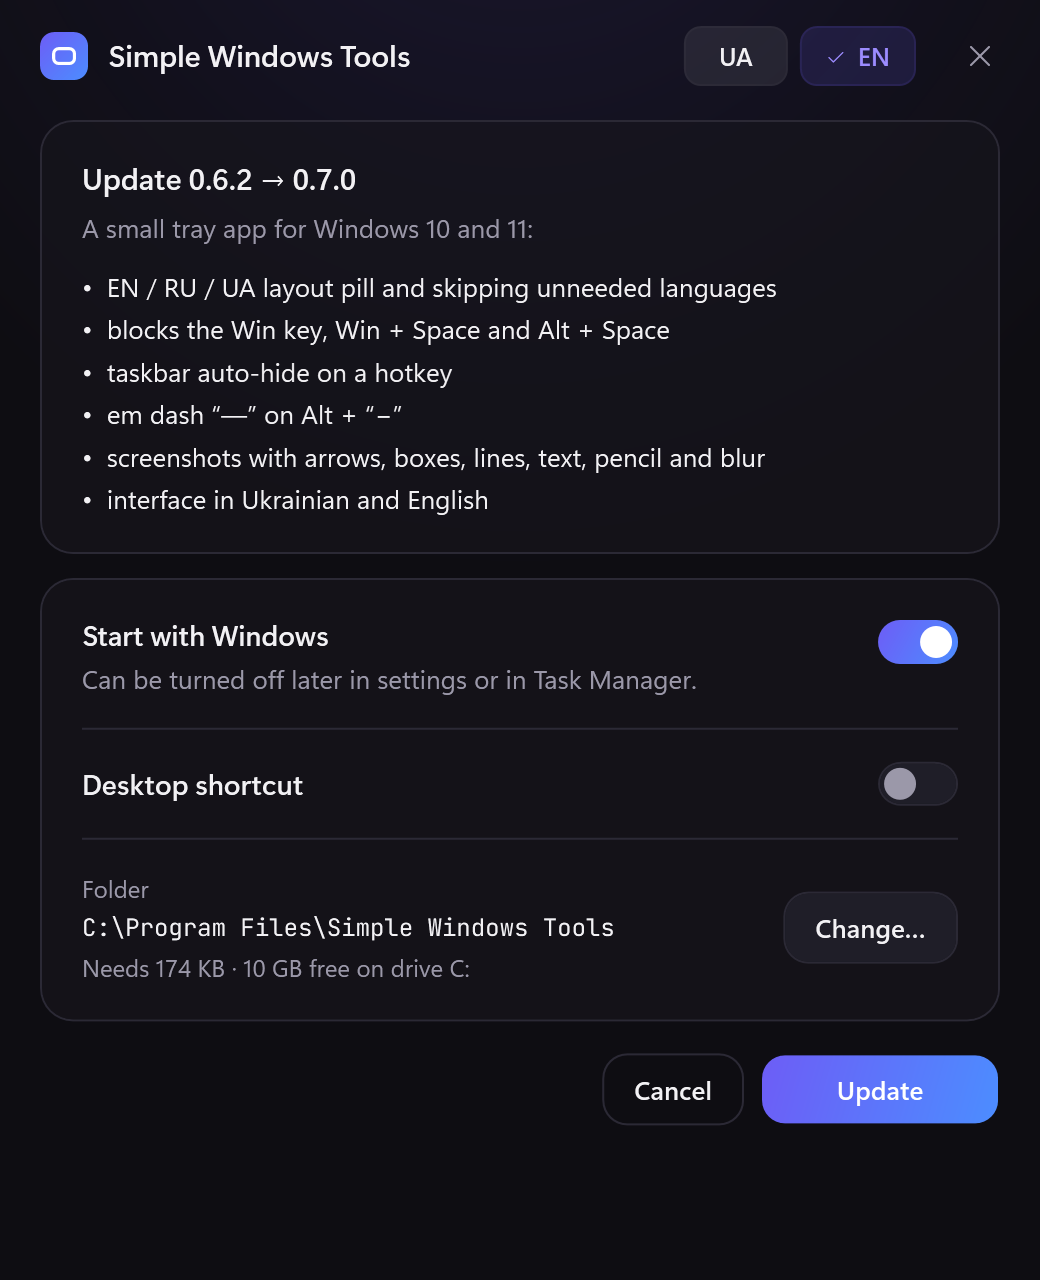 Simple Windows Tools
UA
EN
Update 0.6.2 → 0.7.0
A small tray app for Windows 10 and 11:
• EN / RU / UA layout pill and skipping unneeded languages
• blocks the Win key, Win + Space and Alt + Space
• taskbar auto-hide on a hotkey
• em dash “—” on Alt + “−”
• screenshots with arrows, boxes, lines, text, pencil and blur
• interface in Ukrainian and English
Start with Windows
Can be turned off later in settings or in Task Manager.
Desktop shortcut
Folder
C:\Program Files\Simple Windows Tools
Needs 174 KB · 10 GB free on drive C:
Change...
Cancel
Update